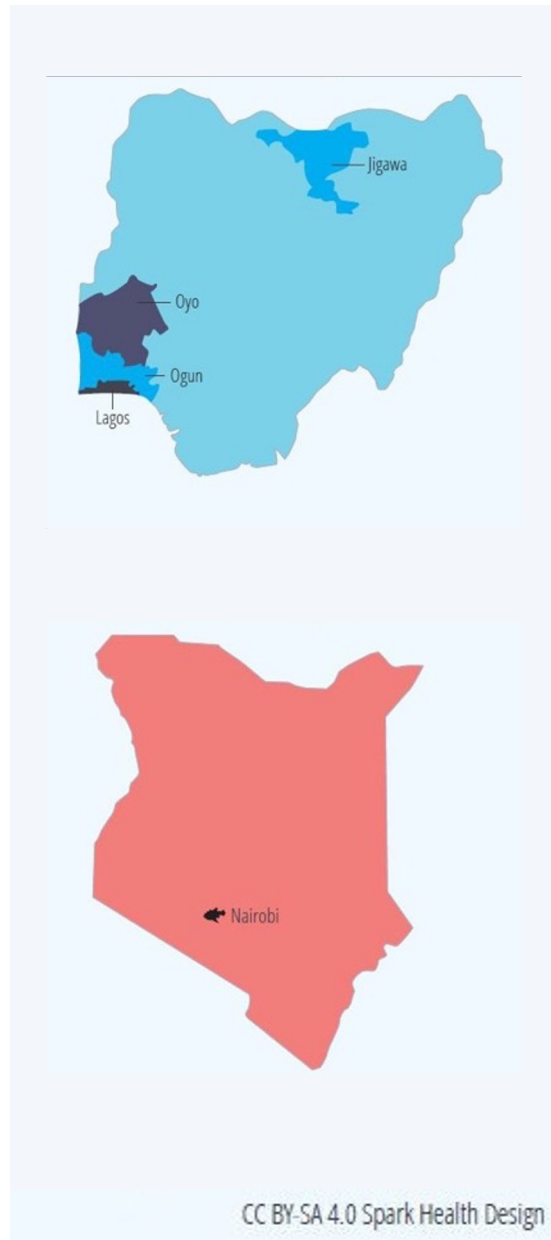 Jigawa
Oyo
Ogun
Lagos
Nairobi
CC BY-SA 4.0 Spark Health Design